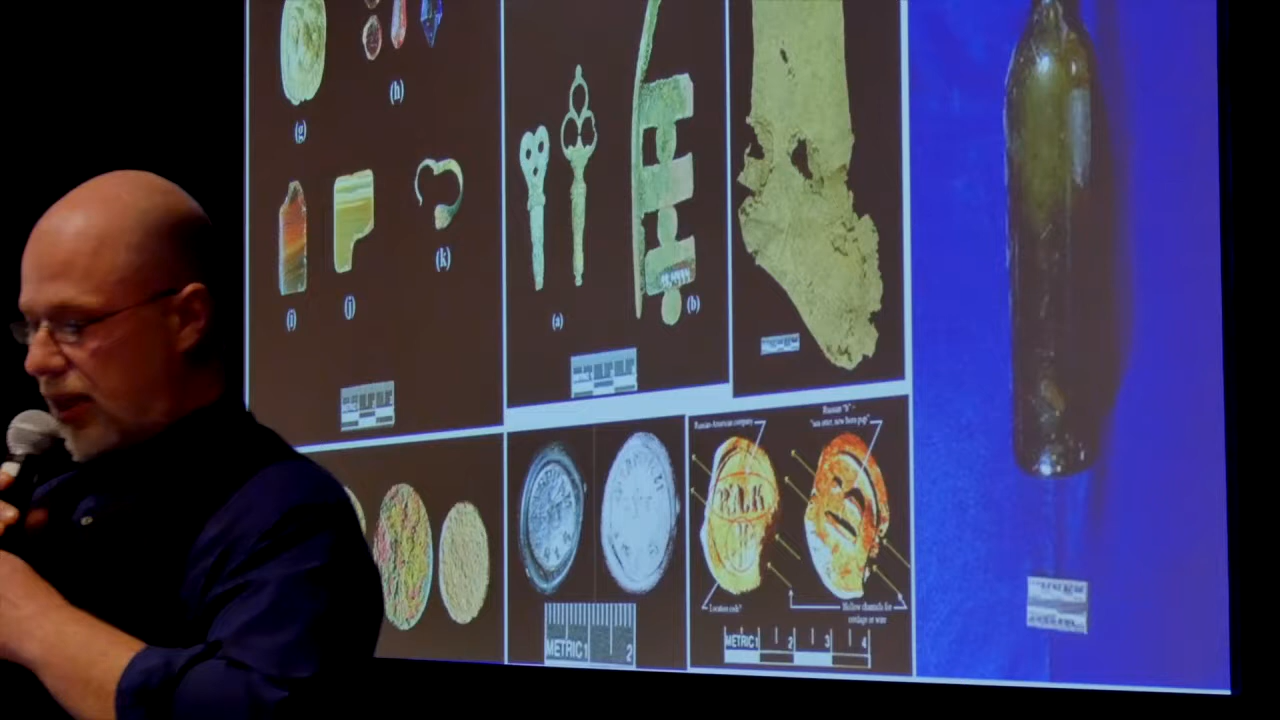 (h)
(g)
(k)
(j)
(i)
(a)
(b)
Russian-American company
Russian "b" -
"sea otter, new born pup"
P.A.K
Location code?
Hollow channels for
cordage or wire
METRIC 1
2
METRIC 1
2
3
4